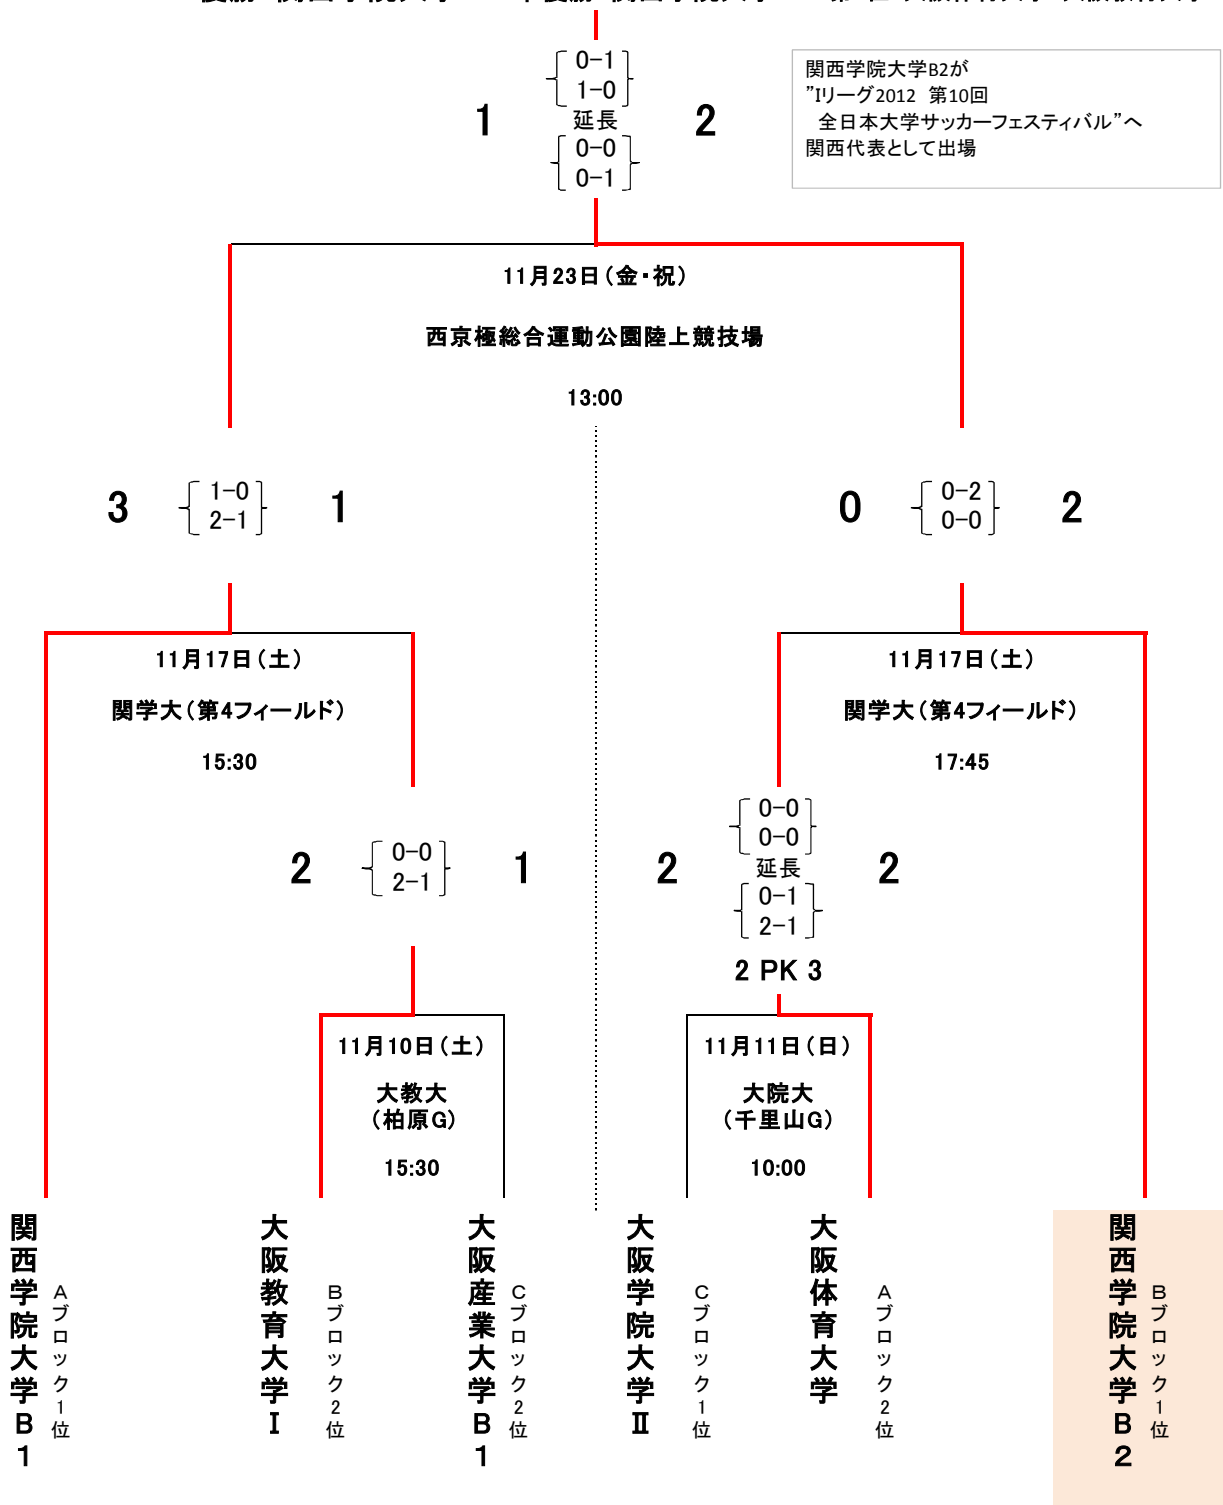 0-1
1-0
延長
0-0
0-1
1
2
関西学院大学B2が
”Iリーグ2012 第10回
全日本大学サッカーフェスティバル”へ
関西代表として出場
11月23日(金・祝)
西京極総合運動公園陸上競技場
13:00
3
1-0
2-1
1
0
0-2
0-0
2
11月17日(土)
関学大(第4フィールド)
15:30
11月17日(土)
関学大(第4フィールド)
17:45
2
0-0
2-1
1
2
0-0
0-0
延長
0-1
2-1
2
2 PK 3
11月10日(土)
大教大
(柏原G)
15:30
11月11日(日)
大院大
(千里山G)
10:00
関西学院大学B1
Aブロック1位
大阪教育大学I
Bブロック2位
大阪産業大学B1
Cブロック2位
大阪学院大学II
Cブロック1位
大阪体育大学
Aブロック2位
関西学院大学B2
Bブロック1位